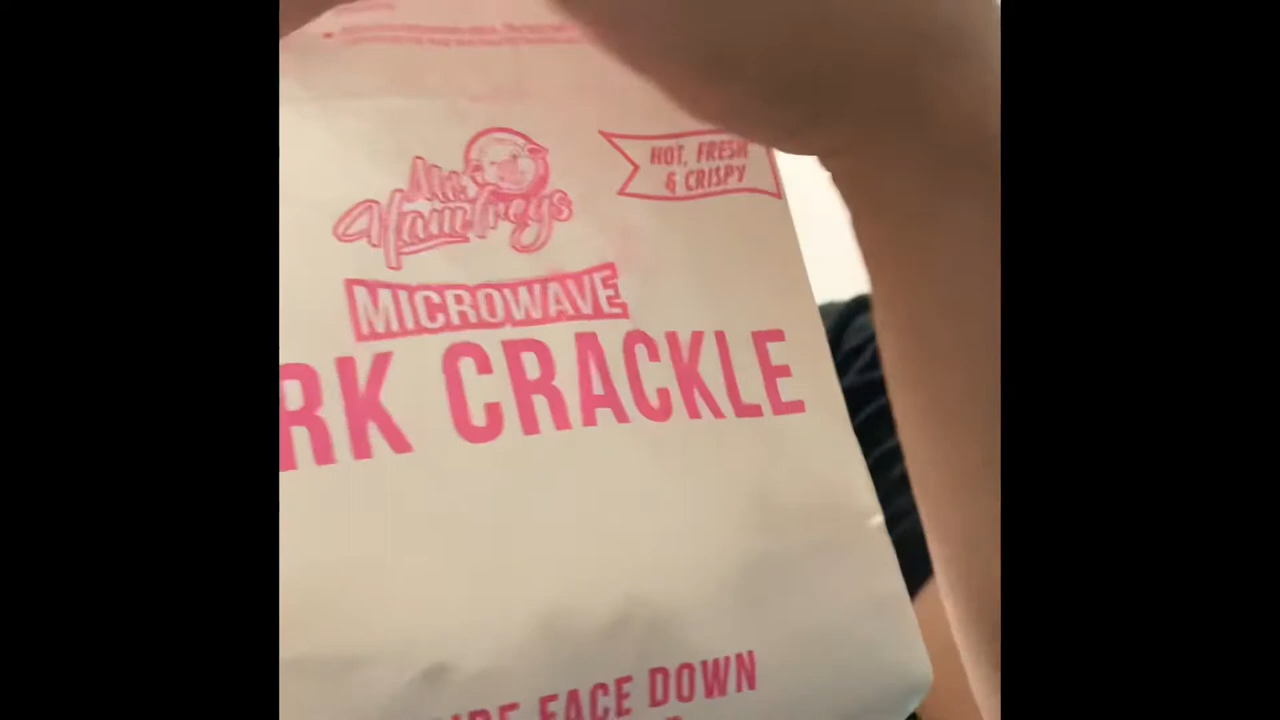 Mr.
Hamfreys
HOT, FRESH
& CRISPY
MICROWAVE
RK CRACKLE
FACE DOWN